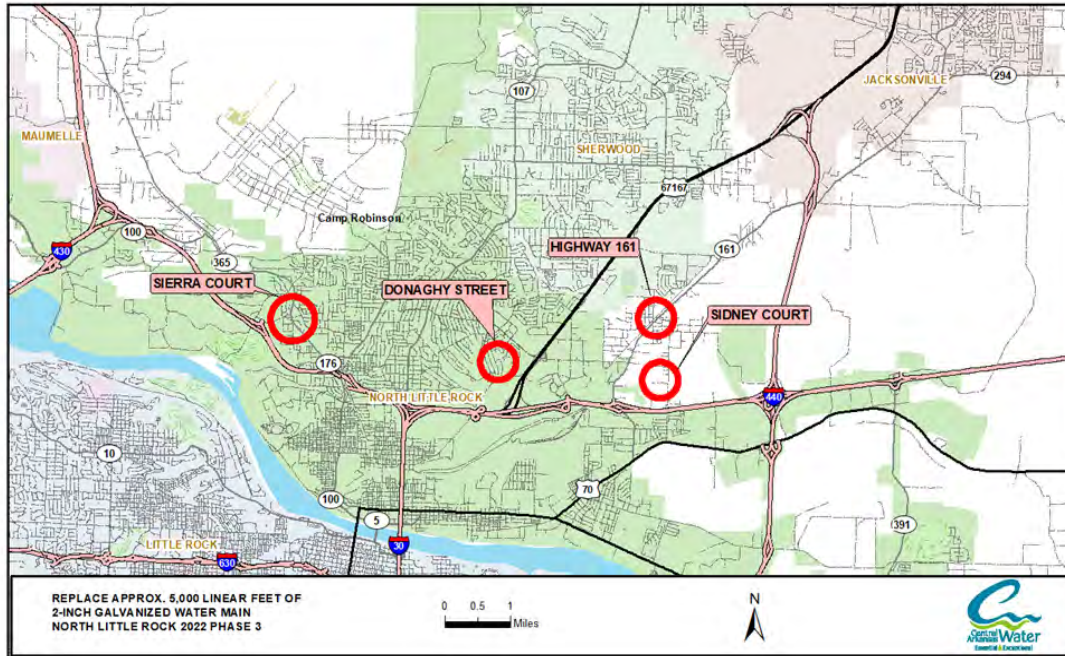 JACKSONVILLE
294
107
MAUMELLE
SHERWOOD
67167
Camp Robinson
100
430
365
HIGHWAY 161
161
SIERRA COURT
DONAGHY STREET
SIDNEY COURT
176
NORTH LITTLE ROCK
440
10
70
100
5
391
30
LITTLE ROCK
630
REPLACE APPROX. 5,000 LINEAR FEET OF
2-INCH GALVANIZED WATER MAIN
NORTH LITTLE ROCK 2022 PHASE 3
0 0.5 1
Miles
N
Central
Arkansas Water
Essential & Exceptional